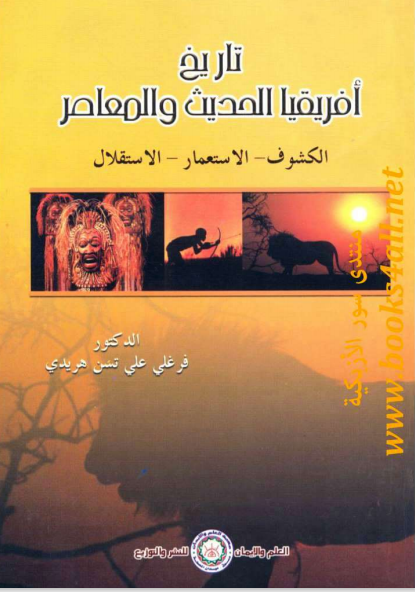 تاريخ
أفريقيا الحديث والمعاصر
الكشوف - الاستعمار - الاستقلال
الدكتور
فرغلي علي تسن هريدي
منتدى سور الأزبكية
www.books4all.net
العلم والإيمان
للنشر والتوزيع